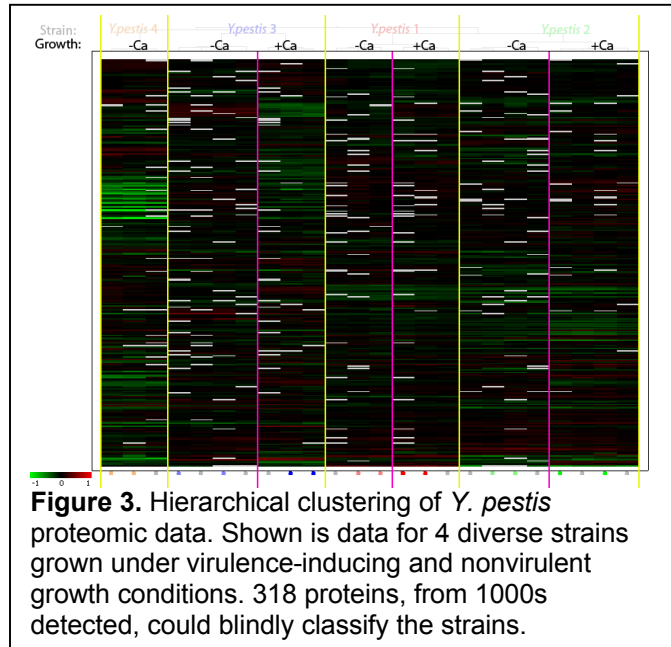 Strain: Y.pestis 4 Y.pestis 3 Y.pestis 1 Y.pestis 2
Growth: -Ca -Ca +Ca -Ca +Ca -Ca +Ca
-1 0 1
Figure 3. Hierarchical clustering of Y. pestis
proteomic data. Shown is data for 4 diverse strains
grown under virulence-inducing and nonvirulent
growth conditions. 318 proteins, from 1000s
detected, could blindly classify the strains.